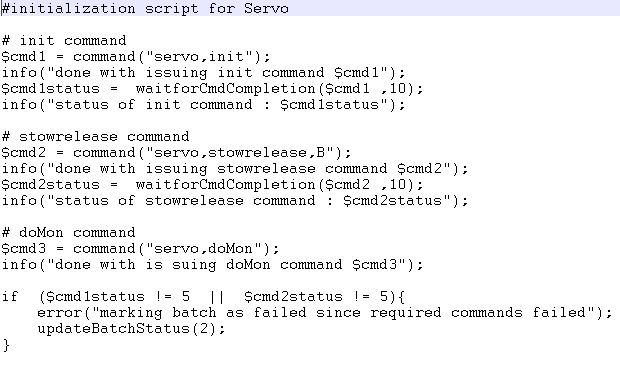 #initialization script for Servo
# init command
$cmd1 = command("servo,init");
info("done with issuing init command $cmd1");
$cmd1status =  waitforCmdCompletion($cmd1 ,10);
info("status of init command : $cmd1status");
# stowrelease command
$cmd2 = command("servo,stowrelease,B");
info("done with issuing stowrelease command $cmd2");
$cmd2status =  waitforCmdCompletion($cmd2 ,10);
info("status of stowrelease command : $cmd2status");
# doMon command
$cmd3 = command("servo,doMon");
info("done with is suing doMon command $cmd3");
if  ($cmd1status != 5  ||  $cmd2status != 5){
    error("marking batch as failed since required commands failed");
    updateBatchStatus(2);
}